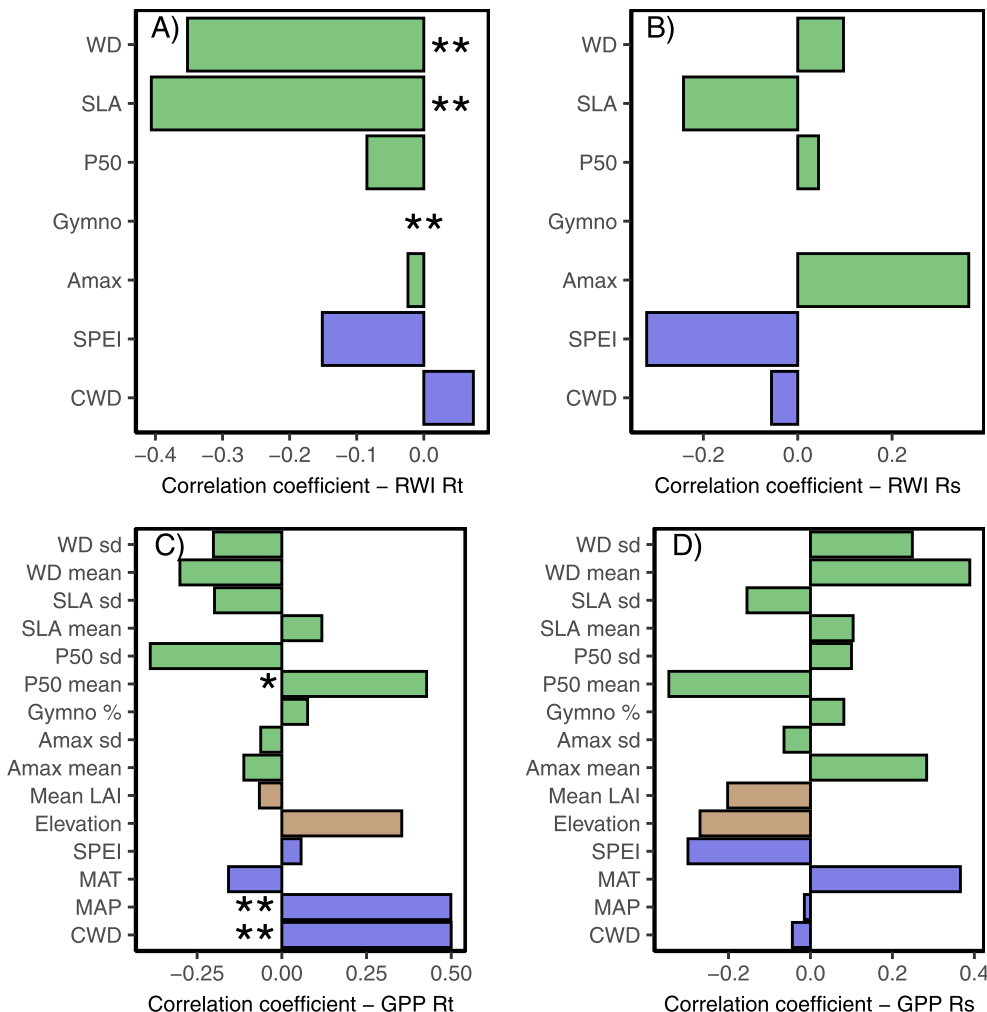 A)
WD
**
SLA
**
P50
Gymno
**
Amax
SPEI
CWD
−0.4 −0.3 −0.2 −0.1 0.0
Correlation coefficient − RWI Rt
B)
WD
SLA
P50
Gymno
Amax
SPEI
CWD
−0.2 0.0 0.2
Correlation coefficient − RWI Rs
C)
WD sd
WD mean
SLA sd
SLA mean
P50 sd
P50 mean
*
Gymno %
Amax sd
Amax mean
Mean LAI
Elevation
SPEI
MAT
MAP
**
CWD
**
−0.25 0.00 0.25 0.50
Correlation coefficient − GPP Rt
D)
WD sd
WD mean
SLA sd
SLA mean
P50 sd
P50 mean
Gymno %
Amax sd
Amax mean
Mean LAI
Elevation
SPEI
MAT
MAP
CWD
−0.2 0.0 0.2 0.4
Correlation coefficient − GPP Rs